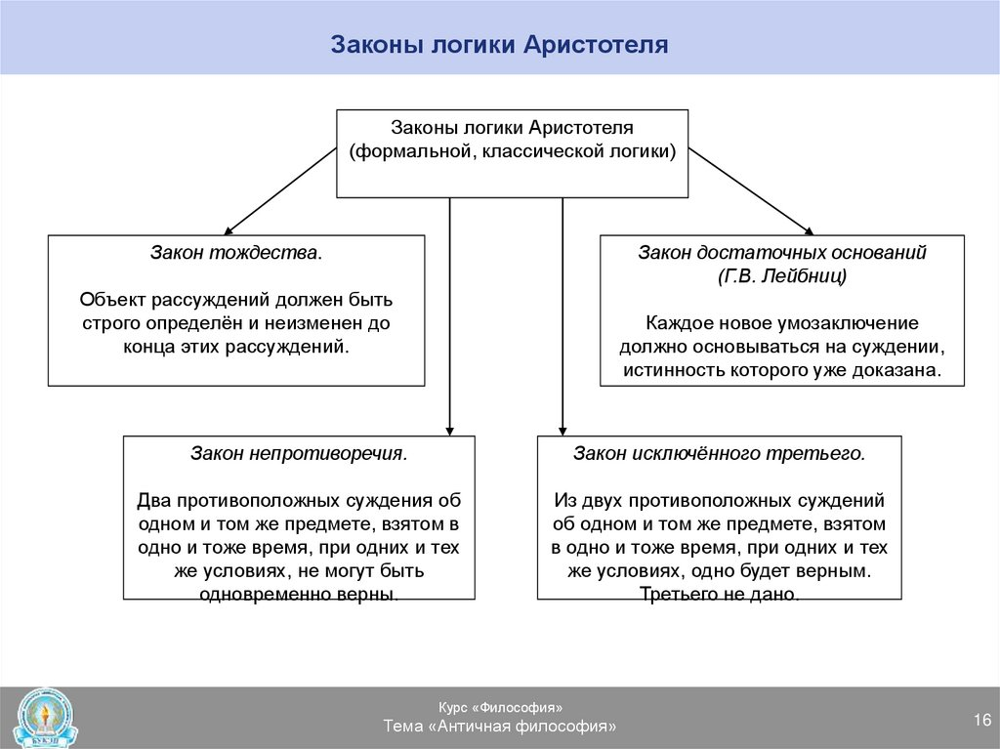 Законы логики Аристотеля
Законы логики Аристотеля
(формальной, классической логики)
Закон тождества.
Объект рассуждений должен быть
строго определён и неизменен до
конца этих рассуждений.
Закон достаточных оснований
(Г.В. Лейбниц)
Каждое новое умозаключение
должно основываться на суждении,
истинность которого уже доказана.
Закон непротиворечия.
Два противоположных суждения об
одном и том же предмете, взятом в
одно и тоже время, при одних и тех
же условиях, не могут быть
одновременно верны.
Закон исключённого третьего.
Из двух противоположных суждений
об одном и том же предмете, взятом
в одно и тоже время, при одних и тех
же условиях, одно будет верным.
Третьего не дано.
БУКЭП
Курс «Философия»
Тема «Античная философия»
16